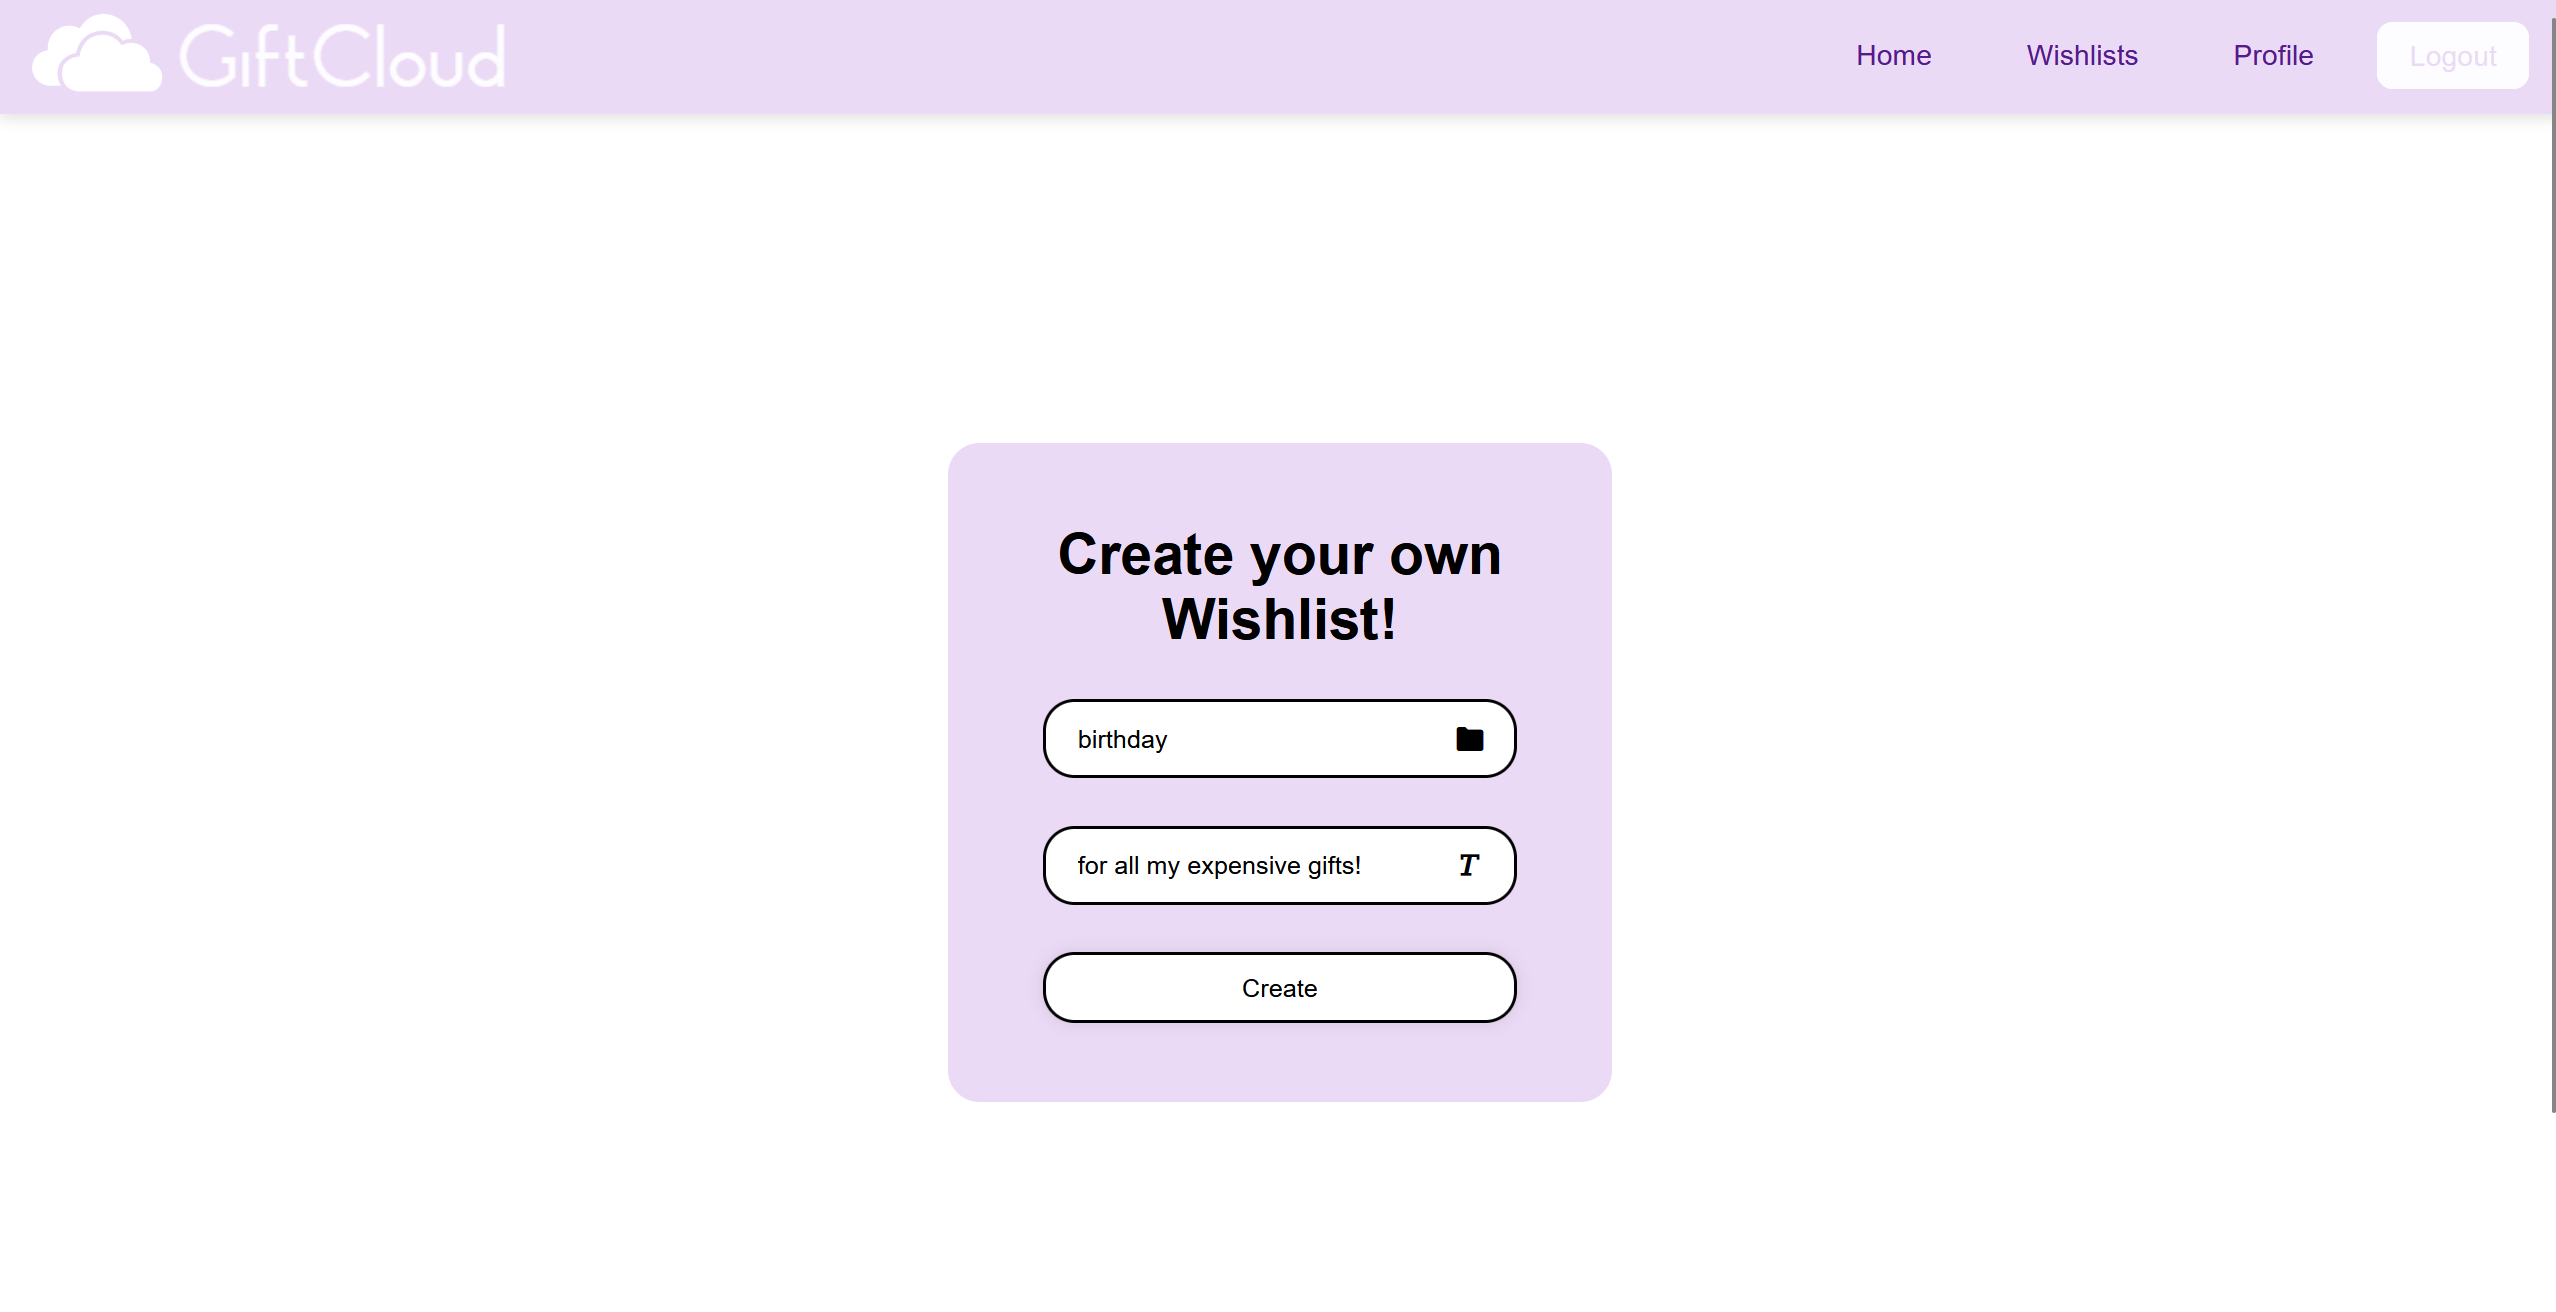 GiftCloud
Home
Wishlists
Profile
Logout
Create your own
Wishlist!
birthday
for all my expensive gifts!
T
Create